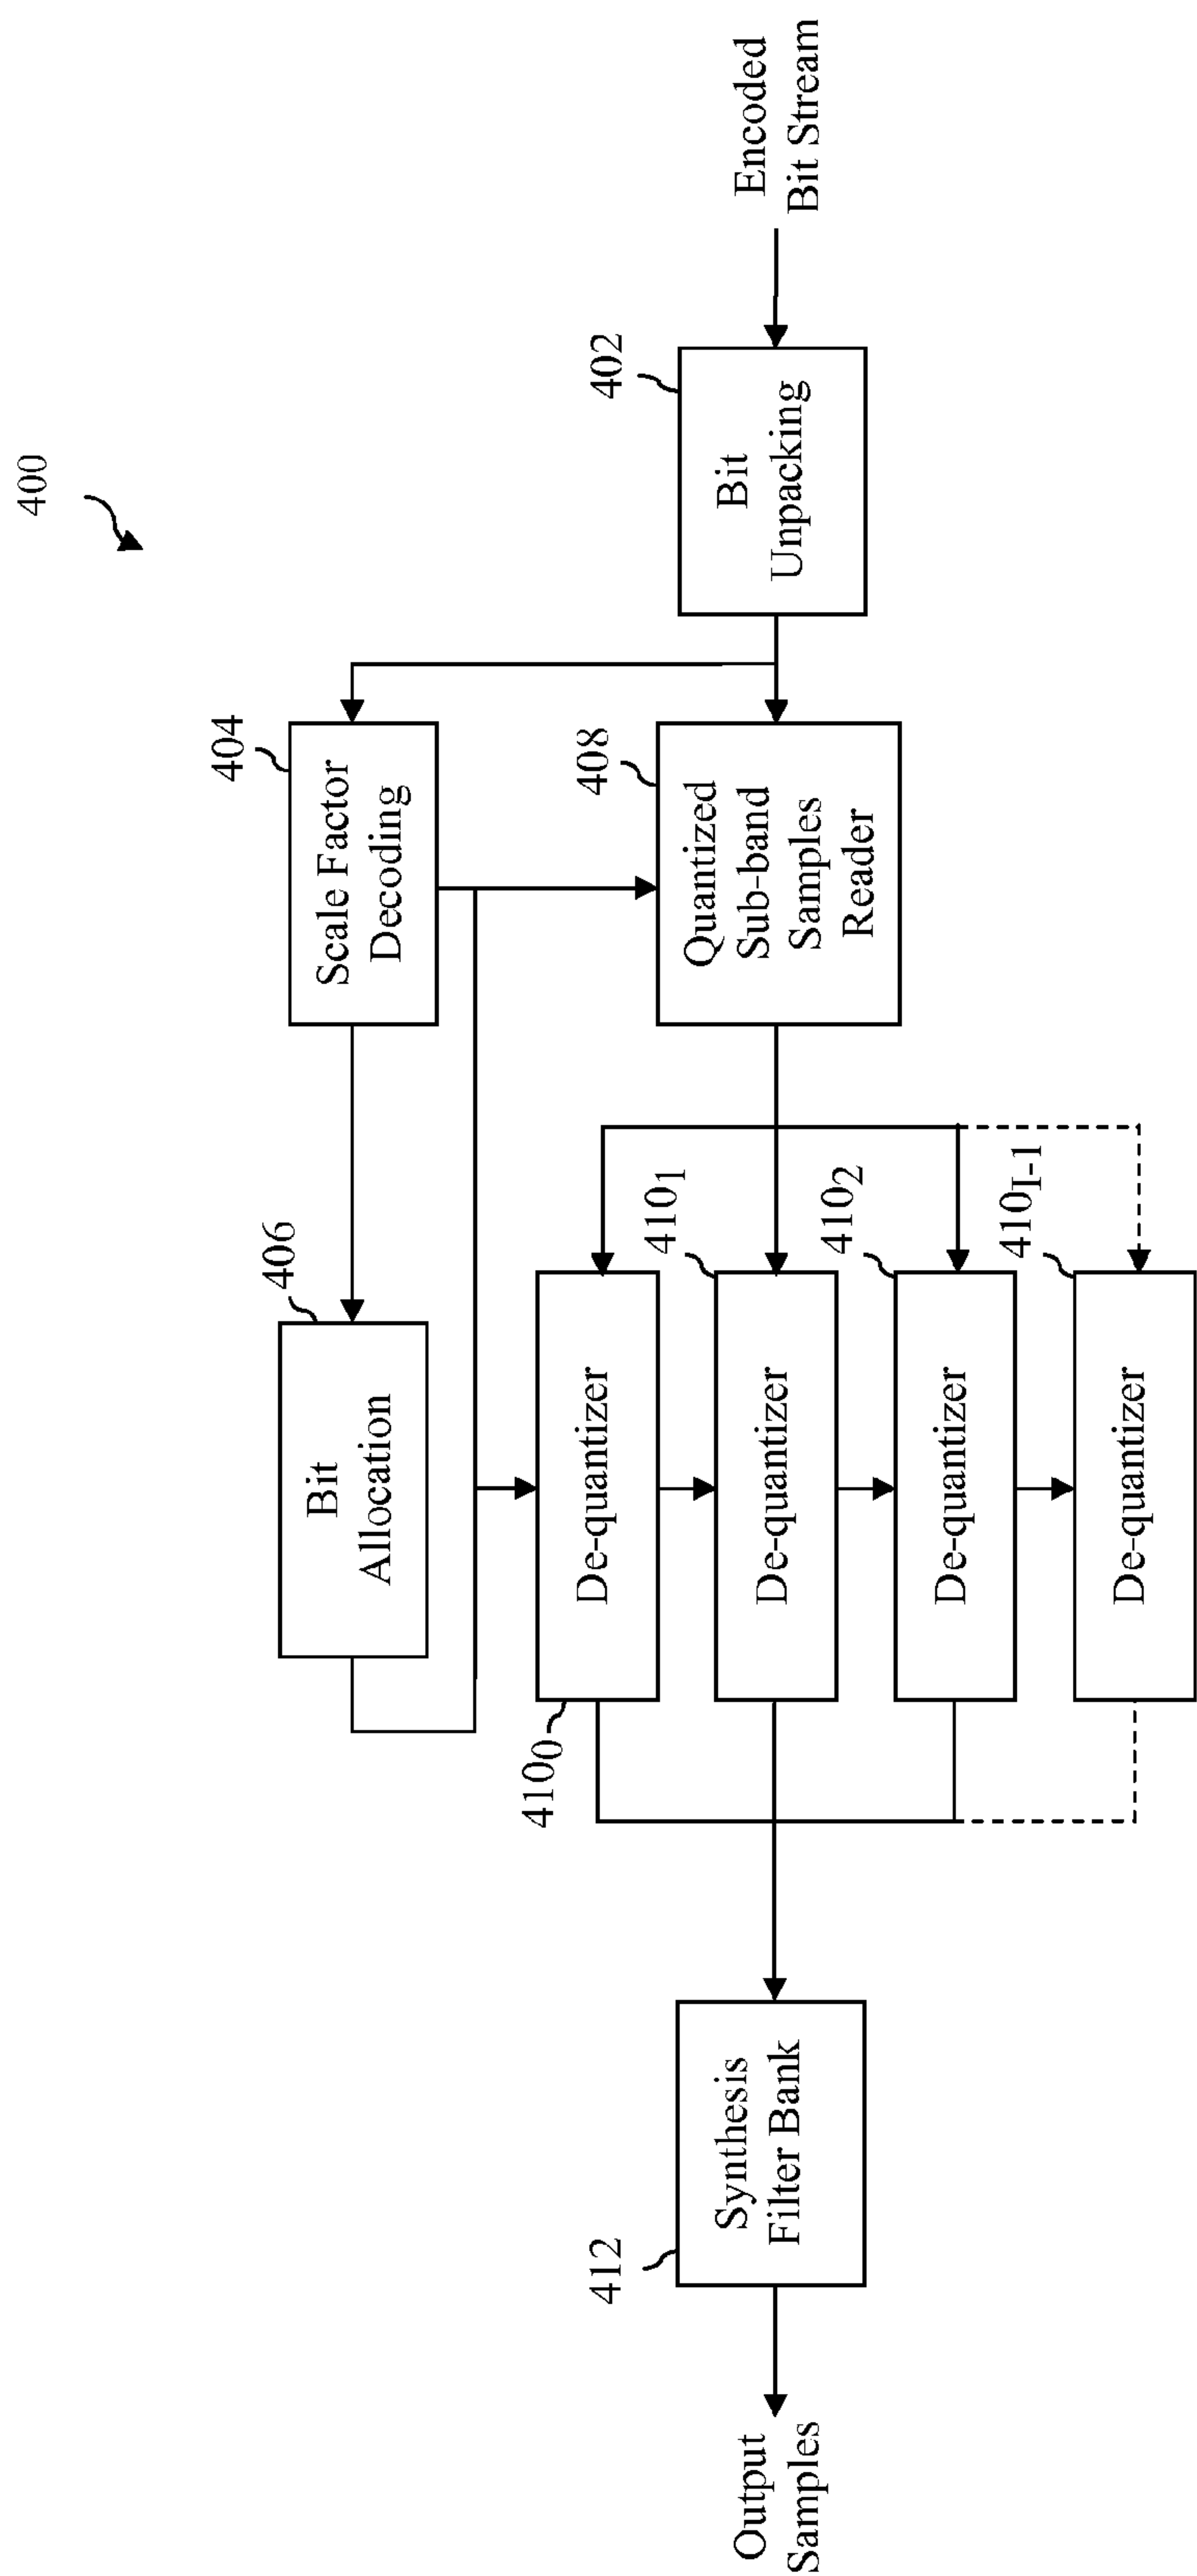 400
Encoded
Bit Stream
402
Bit
Unpacking
404
Scale Factor
Decoding
408
Quantized
Sub-band
Samples
Reader
406
Bit
Allocation
410₀
De-quantizer
410₁
De-quantizer
410₂
De-quantizer
410I-1
De-quantizer
412
Synthesis
Filter Bank
Output
Samples